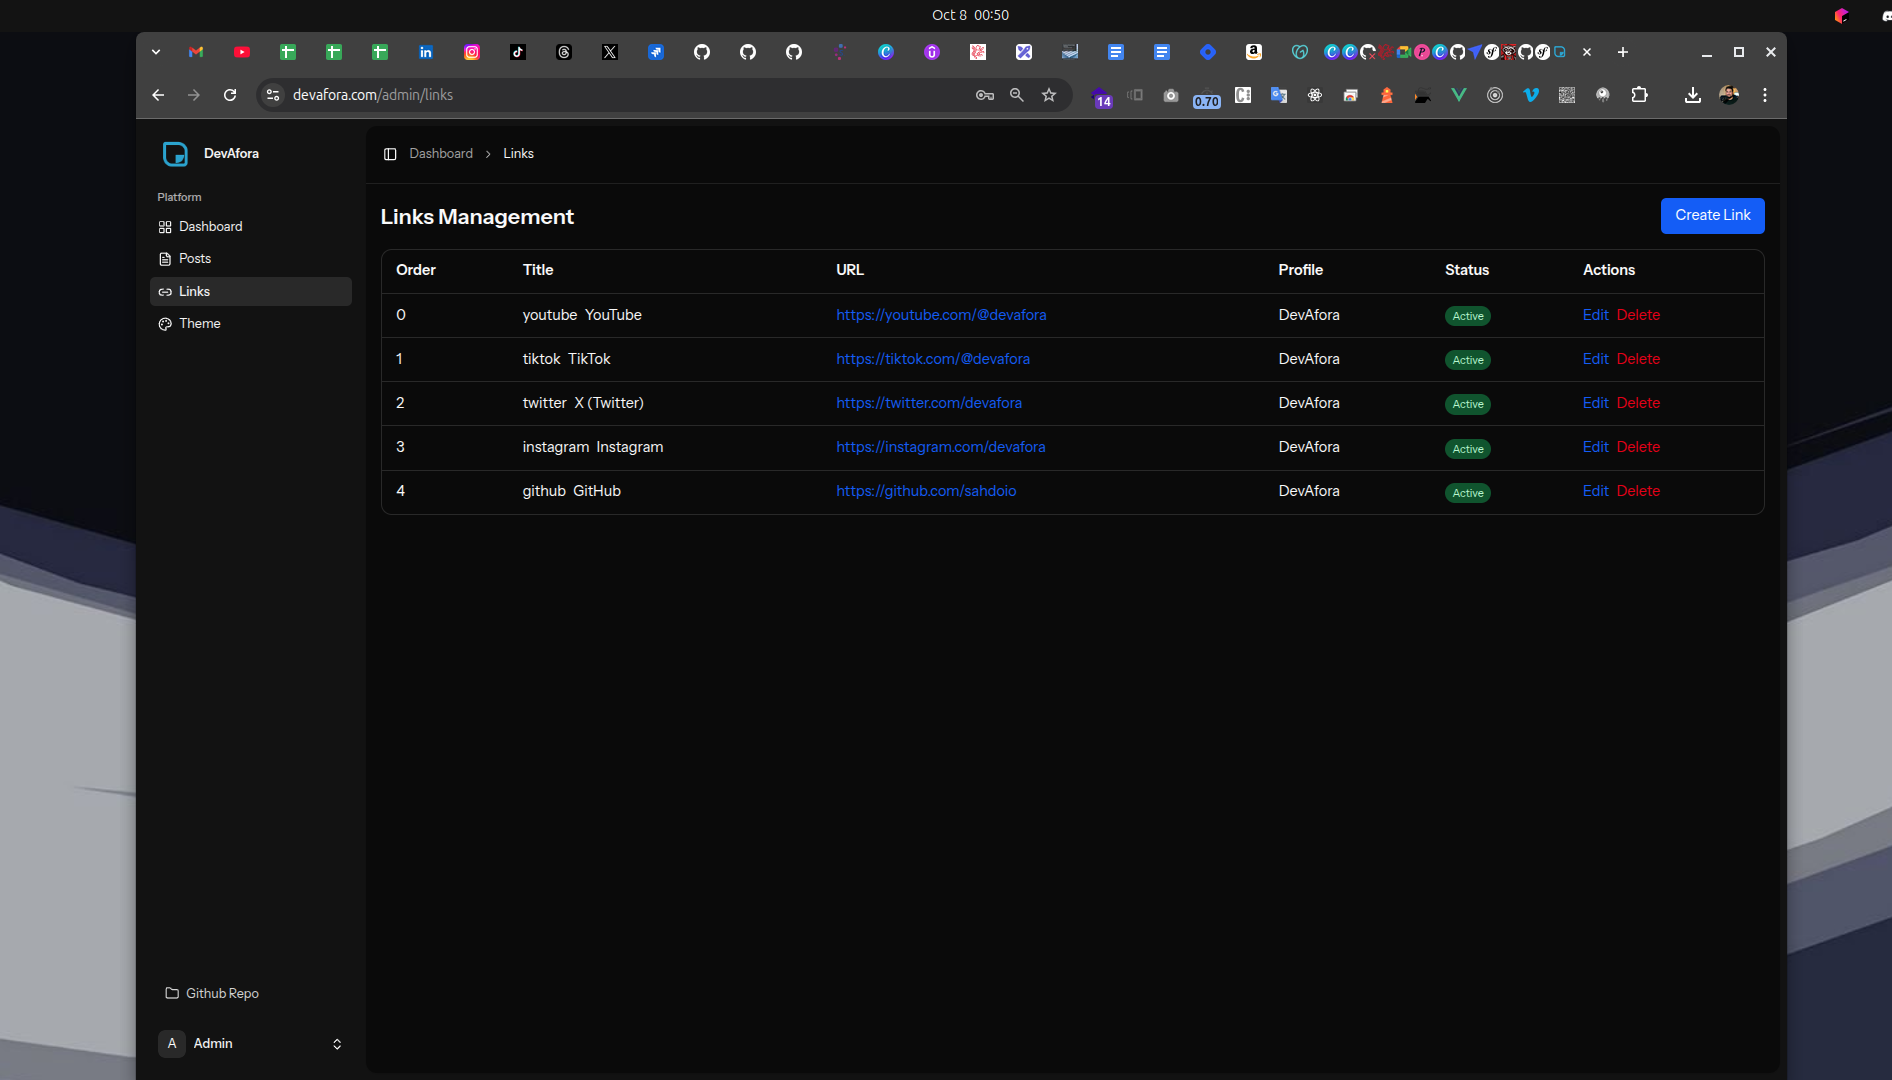 Oct 8 00:50
devafora.com/admin/links
14
0.70
DevAfora
Dashboard > Links
Platform
Dashboard
Posts
Links
Theme
Links Management
Create Link
Order Title URL Profile Status Actions
0 youtube YouTube https://youtube.com/@devafora DevAfora Active Edit Delete
1 tiktok TikTok https://tiktok.com/@devafora DevAfora Active Edit Delete
2 twitter X (Twitter) https://twitter.com/devafora DevAfora Active Edit Delete
3 instagram Instagram https://instagram.com/devafora DevAfora Active Edit Delete
4 github GitHub https://github.com/sahdoio DevAfora Active Edit Delete
Github Repo
A Admin